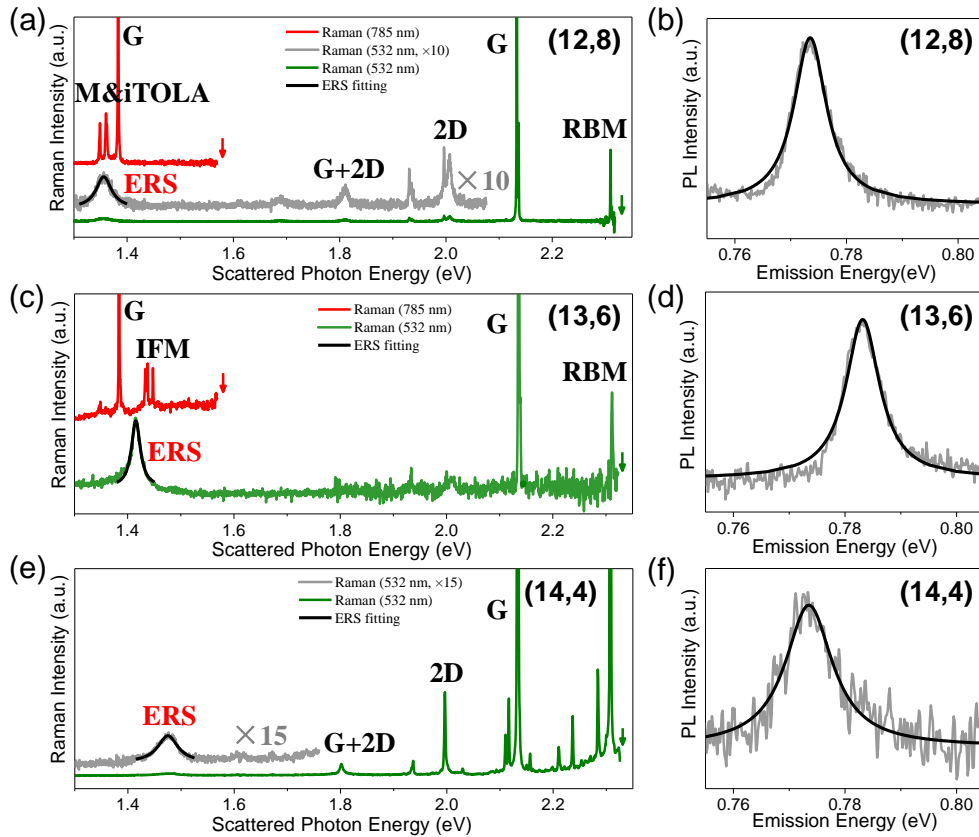 (a)
G
Raman (785 nm)
Raman (532 nm, ×10)
Raman (532 nm)
ERS fitting
G
(12,8)
M&iTOLA
ERS
G+2D
2D
×10
RBM
Raman Intensity (a.u.)
1.4 1.6 1.8 2.0 2.2
Scattered Photon Energy (eV)
(b)
(12,8)
PL Intensity (a.u.)
0.76 0.78 0.80
Emission Energy(eV)
(c)
G
Raman (785 nm)
Raman (532 nm)
ERS fitting
G
(13,6)
IFM
ERS
RBM
Raman Intensity (a.u.)
1.4 1.6 1.8 2.0 2.2
Scattered Photon Energy (eV)
(d)
(13,6)
PL Intensity (a.u.)
0.76 0.78 0.80
Emission Energy (eV)
(e)
Raman (532 nm, ×15)
Raman (532 nm)
ERS fitting
G
(14,4)
ERS
×15
G+2D
2D
Raman Intensity (a.u.)
1.4 1.6 1.8 2.0 2.2
Scattered Photon Energy (eV)
(f)
(14,4)
PL Intensity (a.u.)
0.76 0.78 0.80
Emission Energy (eV)